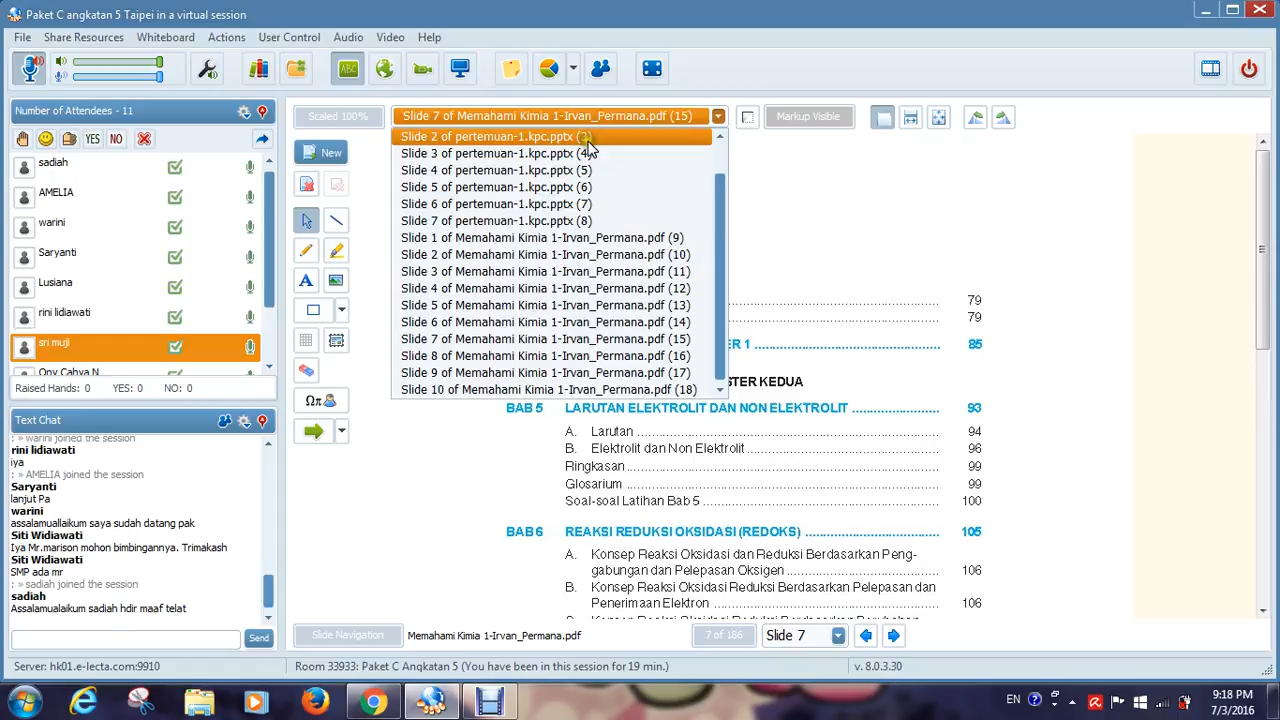 Paket C angkatan 5 Taipei in a virtual session
File Share Resources Whiteboard Actions User Control Audio Video Help
ABC
Number of Attendees - 11
YES NO
sadiah
AMELIA
warini
Saryanti
Lusiana
rini lidiawati
sri muji
Raised Hands: 0 YES: 0 NO: 0
Text Chat
: » warini joined the session
rini lidiawati
iya
: » AMELIA joined the session
Saryanti
lanjut Pa
warini
assalamuallaikum saya sudah datang pak
Siti Widiawati
Iya Mr.marison mohon bimbingannya. Trimakash
Siti Widiawati
SMP ada mr
: » sadiah joined the session
sadiah
Assalamualaikum sadiah hdir maaf telat
Send
Scaled 100%
Slide 7 of Memahami Kimia 1-Irvan_Permana.pdf (15)
Markup Visible
New
A
Ωπ
Slide 2 of pertemuan-1.kpc.pptx (3)
Slide 3 of pertemuan-1.kpc.pptx (4)
Slide 4 of pertemuan-1.kpc.pptx (5)
Slide 5 of pertemuan-1.kpc.pptx (6)
Slide 6 of pertemuan-1.kpc.pptx (7)
Slide 7 of pertemuan-1.kpc.pptx (8)
Slide 1 of Memahami Kimia 1-Irvan_Permana.pdf (9)
Slide 2 of Memahami Kimia 1-Irvan_Permana.pdf (10)
Slide 3 of Memahami Kimia 1-Irvan_Permana.pdf (11)
Slide 4 of Memahami Kimia 1-Irvan_Permana.pdf (12)
Slide 5 of Memahami Kimia 1-Irvan_Permana.pdf (13)
Slide 6 of Memahami Kimia 1-Irvan_Permana.pdf (14)
Slide 7 of Memahami Kimia 1-Irvan_Permana.pdf (15)
Slide 8 of Memahami Kimia 1-Irvan_Permana.pdf (16)
Slide 9 of Memahami Kimia 1-Irvan_Permana.pdf (17)
Slide 10 of Memahami Kimia 1-Irvan_Permana.pdf (18)
79
79
ER 1 85
STER KEDUA
BAB 5 LARUTAN ELEKTROLIT DAN NON ELEKTROLIT 93
A. Larutan 94
B. Elektrolit dan Non Elektrolit 96
Ringkasan 99
Glosarium 99
Soal-soal Latihan Bab 5 100
BAB 6 REAKSI REDUKSI OKSIDASI (REDOKS) 105
A. Konsep Reaksi Oksidasi dan Reduksi Berdasarkan Peng-
gabungan dan Pelepasan Oksigen 106
B. Konsep Reaksi Oksidasi Reduksi Berdasarkan Pelepasan dan
Penerimaan Elektron 106
Slide Navigation Memahami Kimia 1-Irvan_Permana.pdf 7 of 186 Slide 7
Server: hk01.e-lecta.com:9910 Room 33933: Paket C Angkatan 5 (You have been in this session for 19 min.) v. 8.0.3.30
EN 9:18 PM
7/3/2016